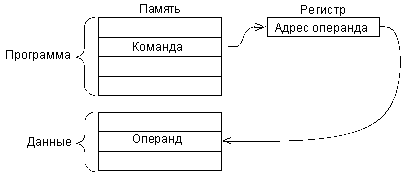 Память
Регистр
Программа
Команда
Адрес операнда
Данные
Операнд